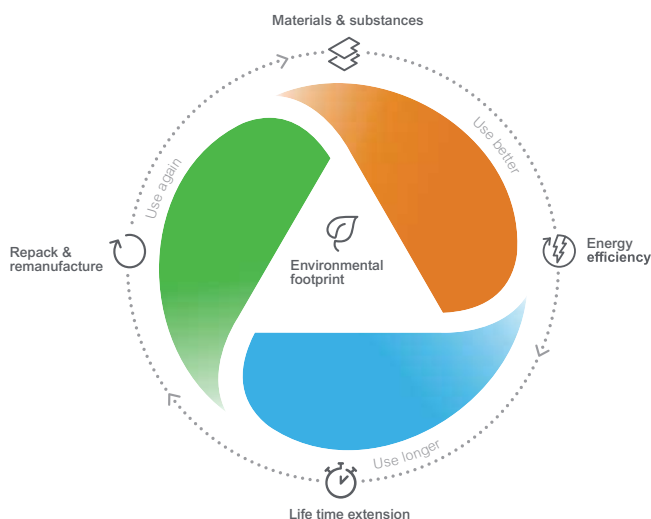 Materials & substances
Use better
Use again
Energy
efficiency
Repack &
remanufacture
Environmental
footprint
Use longer
Life time extension